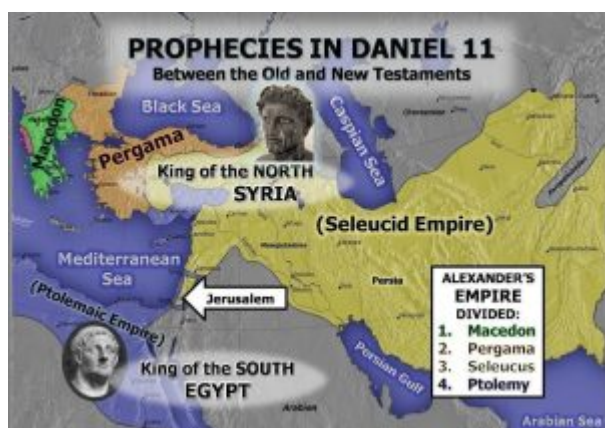 PROPHECIES IN DANIEL 11
Between the Old and New Testaments
Black Sea
Caspian Sea
Macedon
Pergama
King of the NORTH
SYRIA
(Seleucid Empire)
Mediterranean
Sea
Persia
(Ptolemaic Empire)
Jerusalem
ALEXANDER'S
EMPIRE
DIVIDED:
1. Macedon
2. Pergama
3. Seleucus
4. Ptolemy
King of the SOUTH
EGYPT
Persian Gulf
Arabian
Arabian Sea